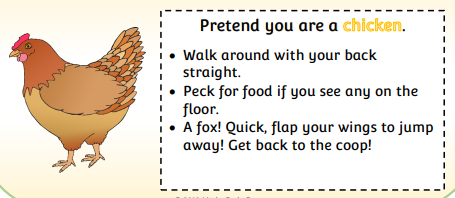 Pretend you are a chicken.
• Walk around with your back
straight.
• Peck for food if you see any on the
floor.
• A fox! Quick, flap your wings to jump
away! Get back to the coop!